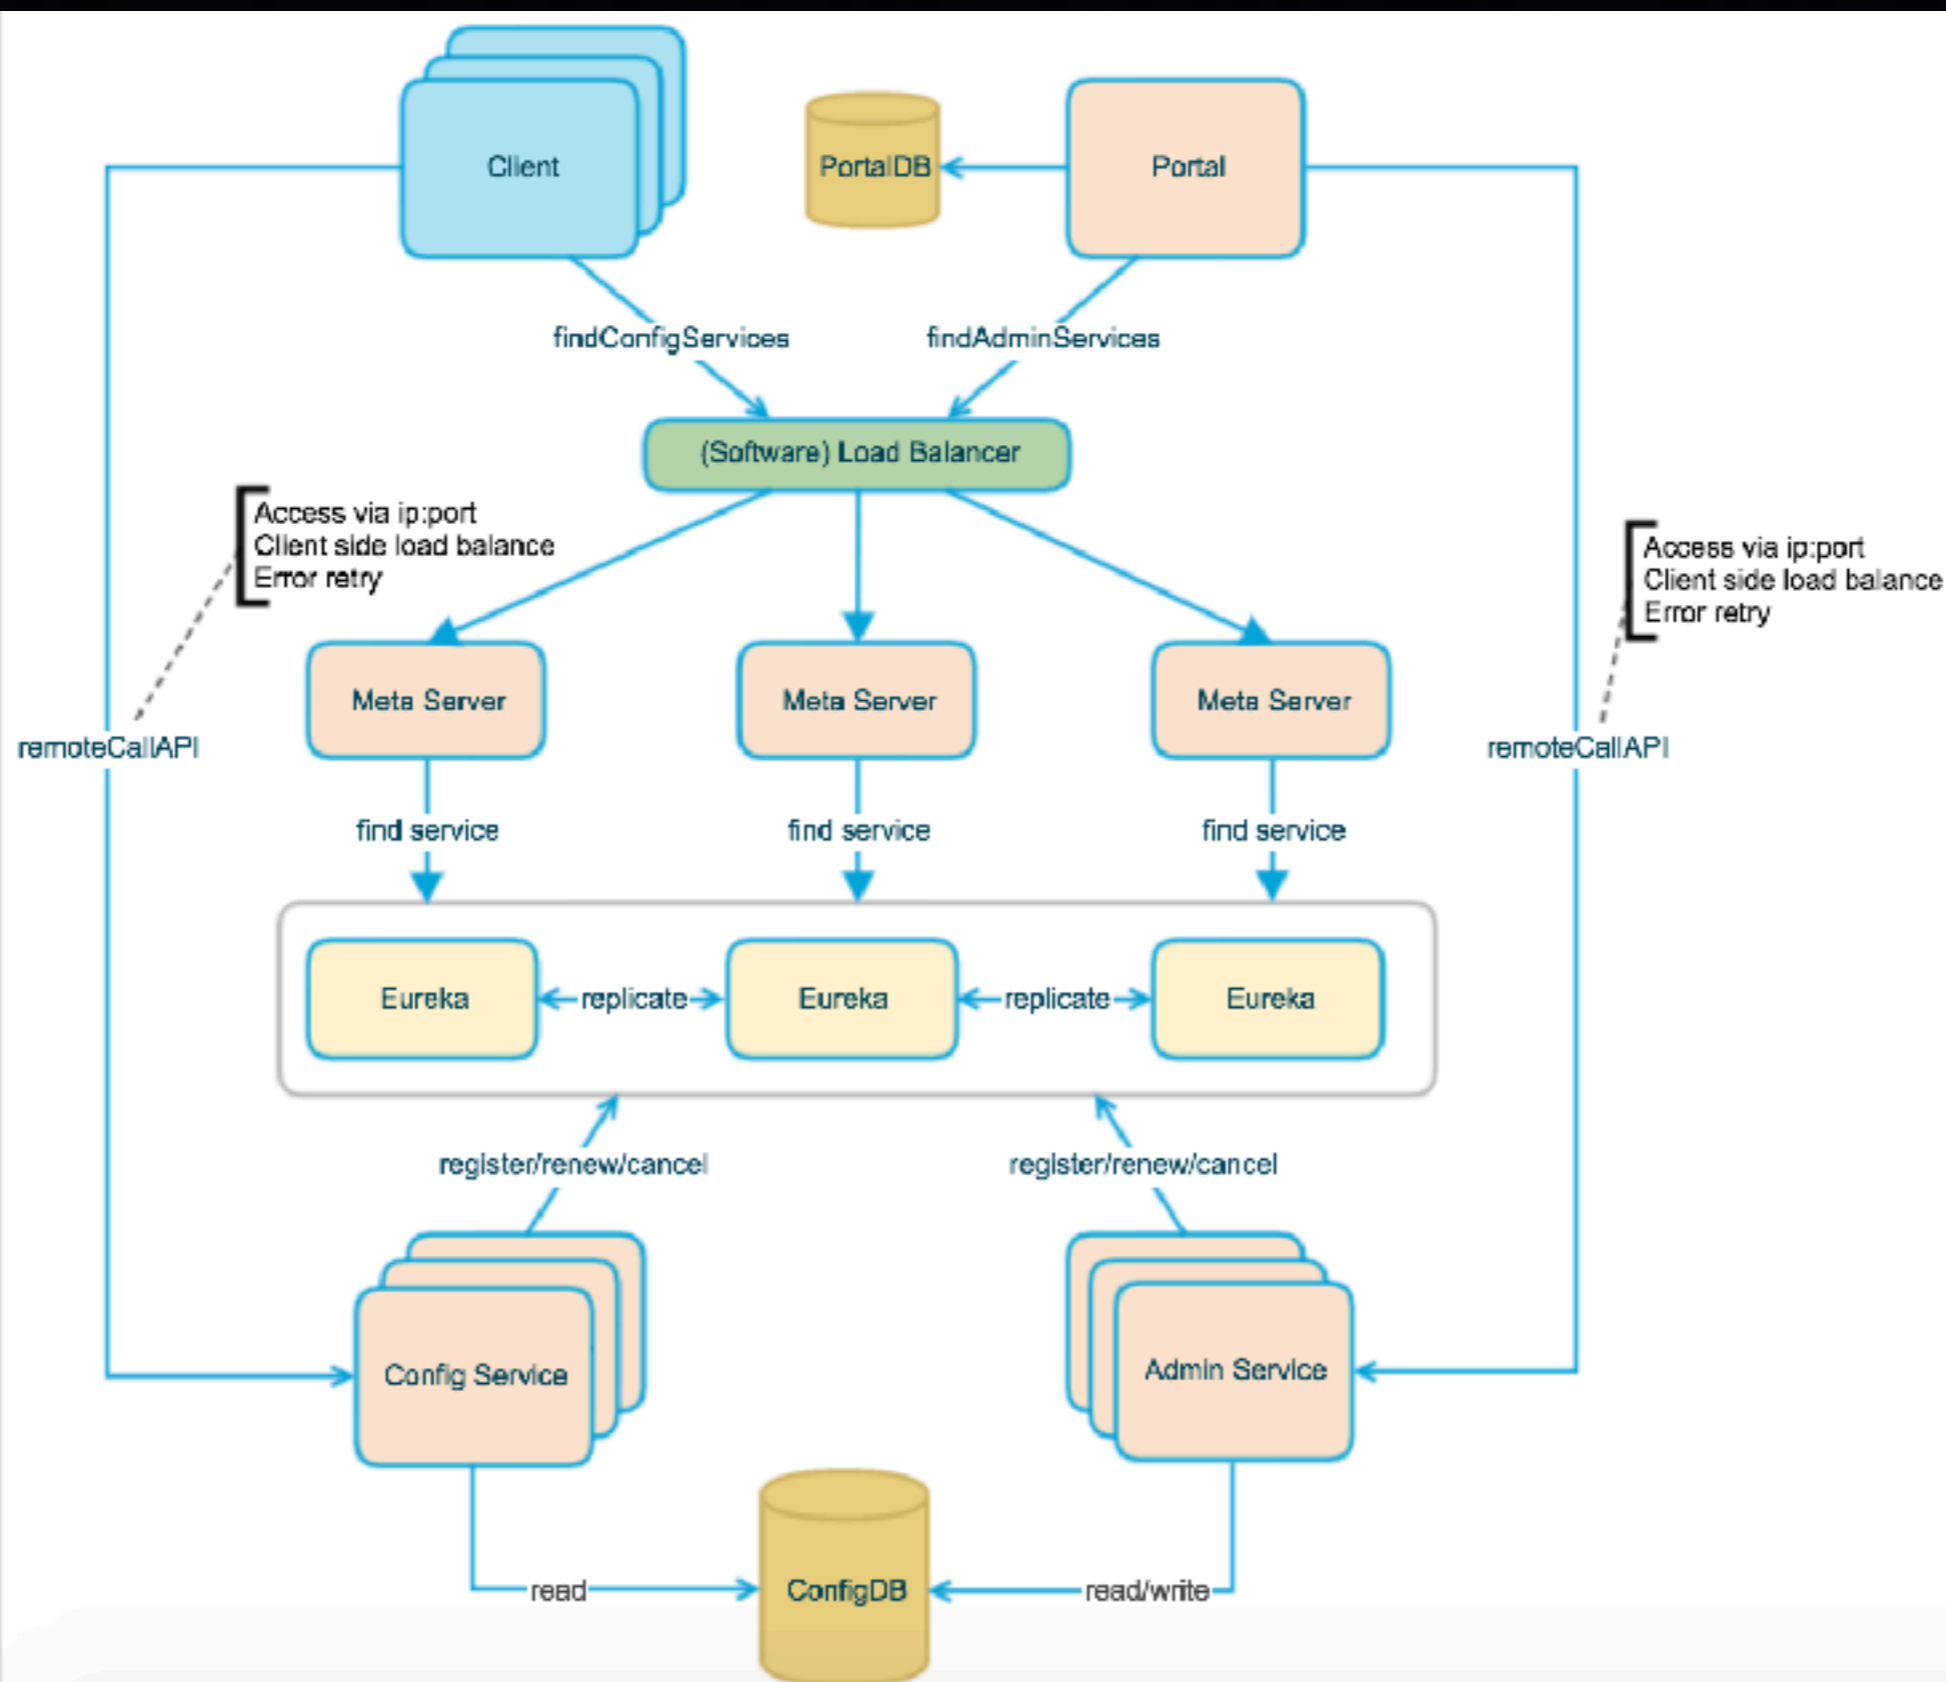 Client
PortalDB
Portal
findConfigServices
findAdminServices
(Software) Load Balancer
Access via ip:port
Client side load balance
Error retry
Access via ip:port
Client side load balance
Error retry
Meta Server
Meta Server
Meta Server
remoteCallAPI
remoteCallAPI
find service
find service
find service
Eureka
replicate
Eureka
replicate
Eureka
register/renew/cancel
register/renew/cancel
Config Service
Admin Service
read
ConfigDB
read/write